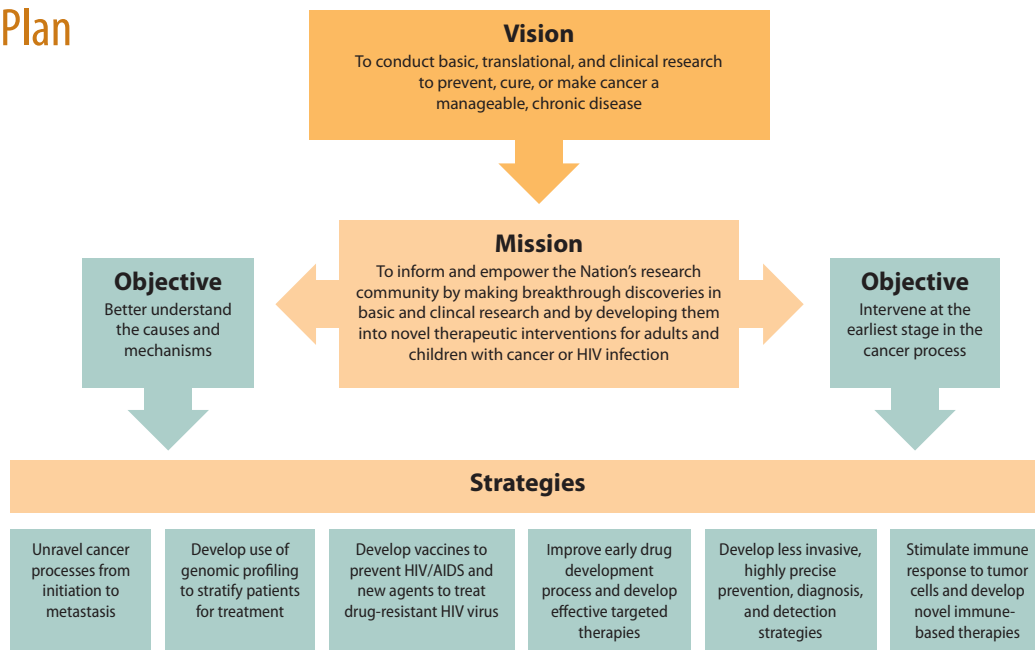 Plan
Vision
To conduct basic, translational, and clinical research
to prevent, cure, or make cancer a
manageable, chronic disease
Mission
To inform and empower the Nation’s research
community by making breakthrough discoveries in
basic and clincal research and by developing them
into novel therapeutic interventions for adults and
children with cancer or HIV infection
Objective
Better understand
the causes and
mechanisms
Objective
Intervene at the
earliest stage in the
cancer process
Strategies
Unravel cancer
processes from
initiation to
metastasis
Develop use of
genomic profiling
to stratify patients
for treatment
Develop vaccines to
prevent HIV/AIDS and
new agents to treat
drug-resistant HIV virus
Improve early drug
development
process and develop
effective targeted
therapies
Develop less invasive,
highly precise
prevention, diagnosis,
and detection
strategies
Stimulate immune
response to tumor
cells and develop
novel immune-
based therapies